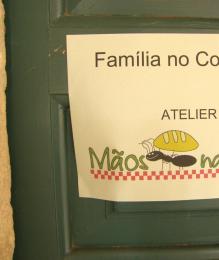 Família no Co
ATELIER
Mãos na